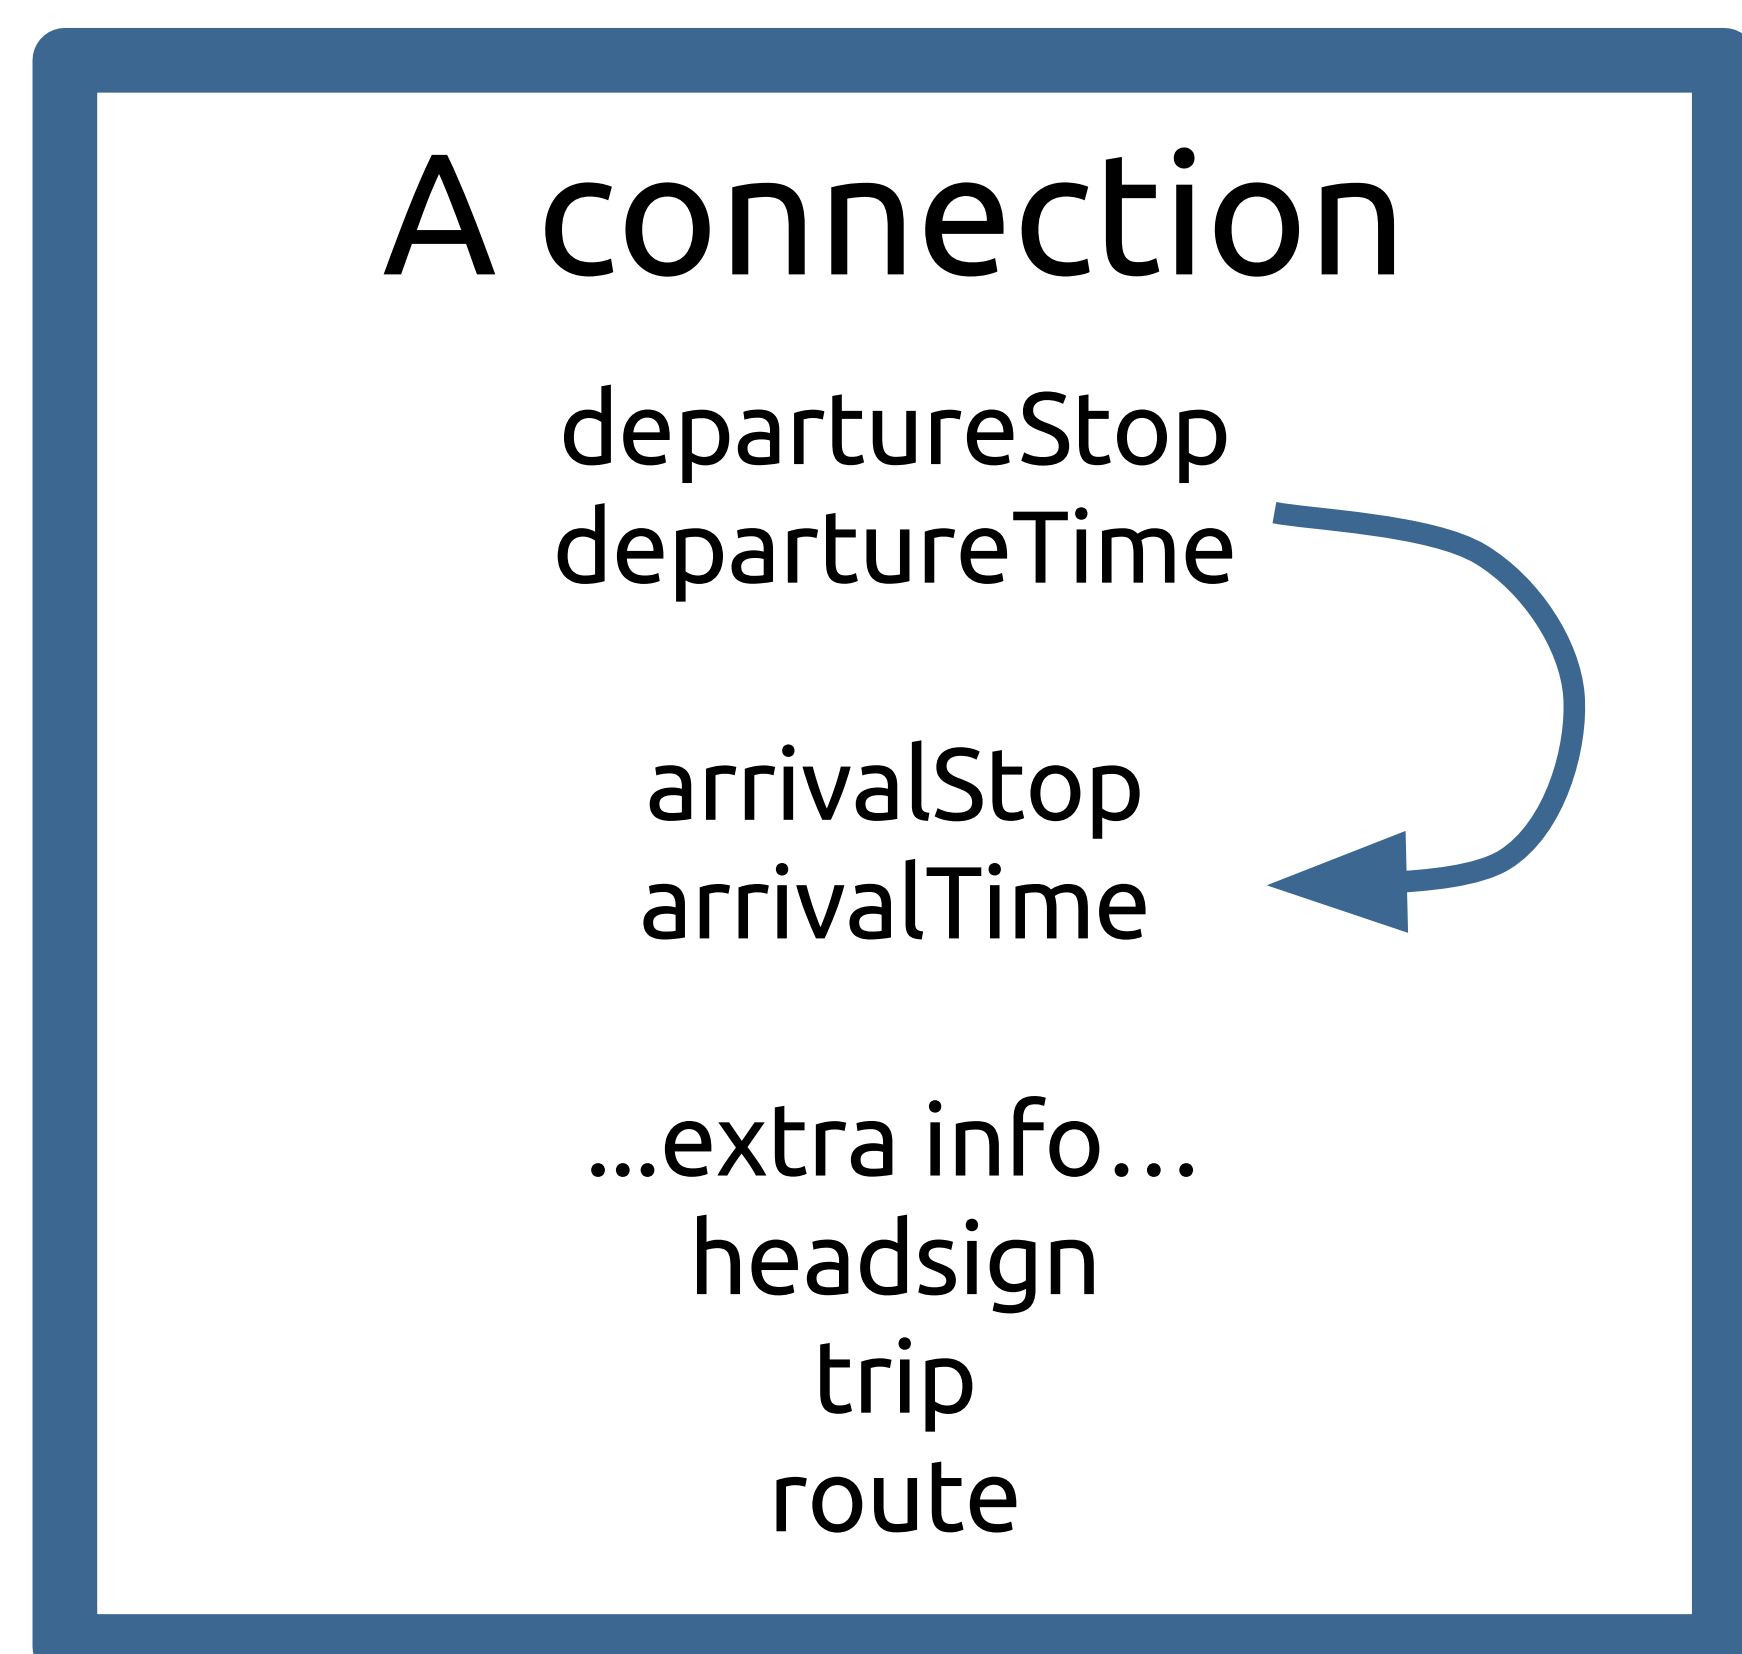 A connection
departureStop
departureTime
arrivalStop
arrivalTime
...extra info…
headsign
trip
route